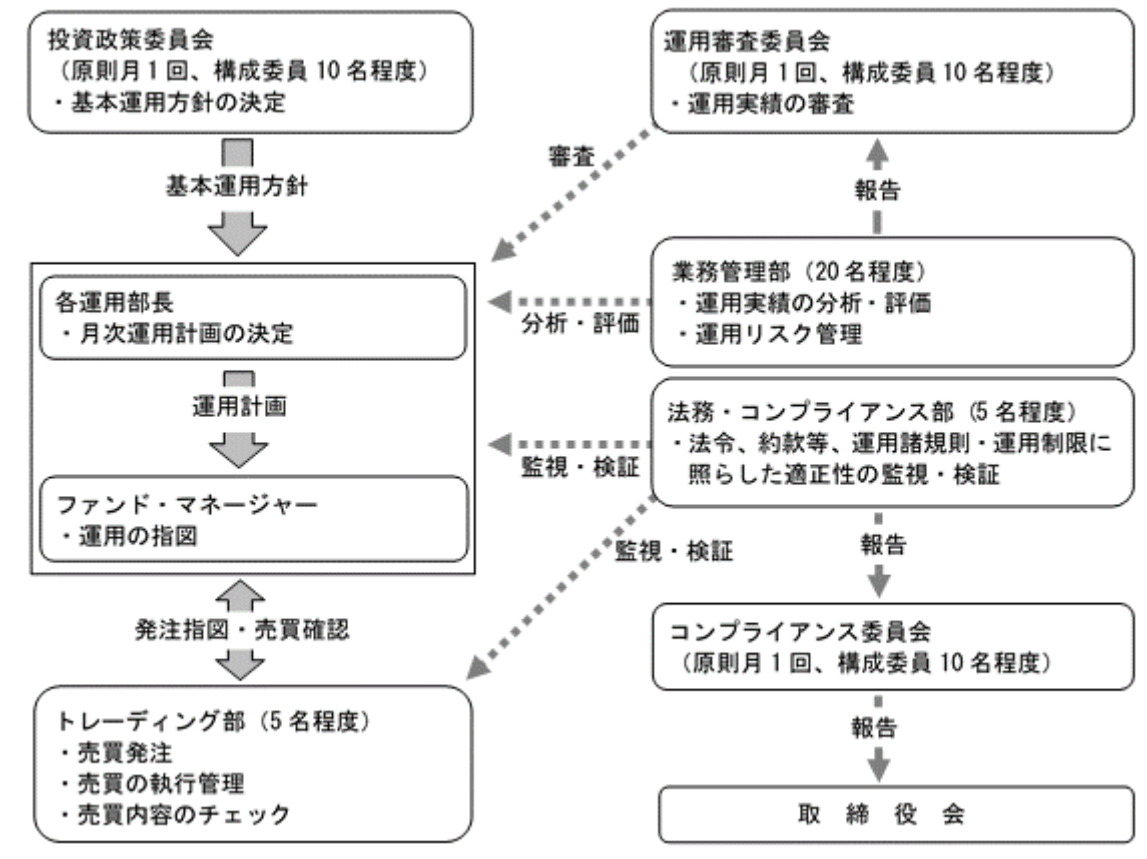 投資政策委員会
（原則月1回、構成委員10名程度）
・基本運用方針の決定
基本運用方針
各運用部長
・月次運用計画の決定
運用計画
ファンド・マネージャー
・運用の指図
発注指図・売買確認
トレーディング部（5名程度）
・売買発注
・売買の執行管理
・売買内容のチェック
運用審査委員会
（原則月1回、構成委員10名程度）
・運用実績の審査
審査
報告
業務管理部（20名程度）
・運用実績の分析・評価
・運用リスク管理
分析・評価
法務・コンプライアンス部（5名程度）
・法令、約款等、運用諸規則・運用制限に
照らした適正性の監視・検証
監視・検証
監視・検証
報告
コンプライアンス委員会
（原則月1回、構成委員10名程度）
報告
取締役会